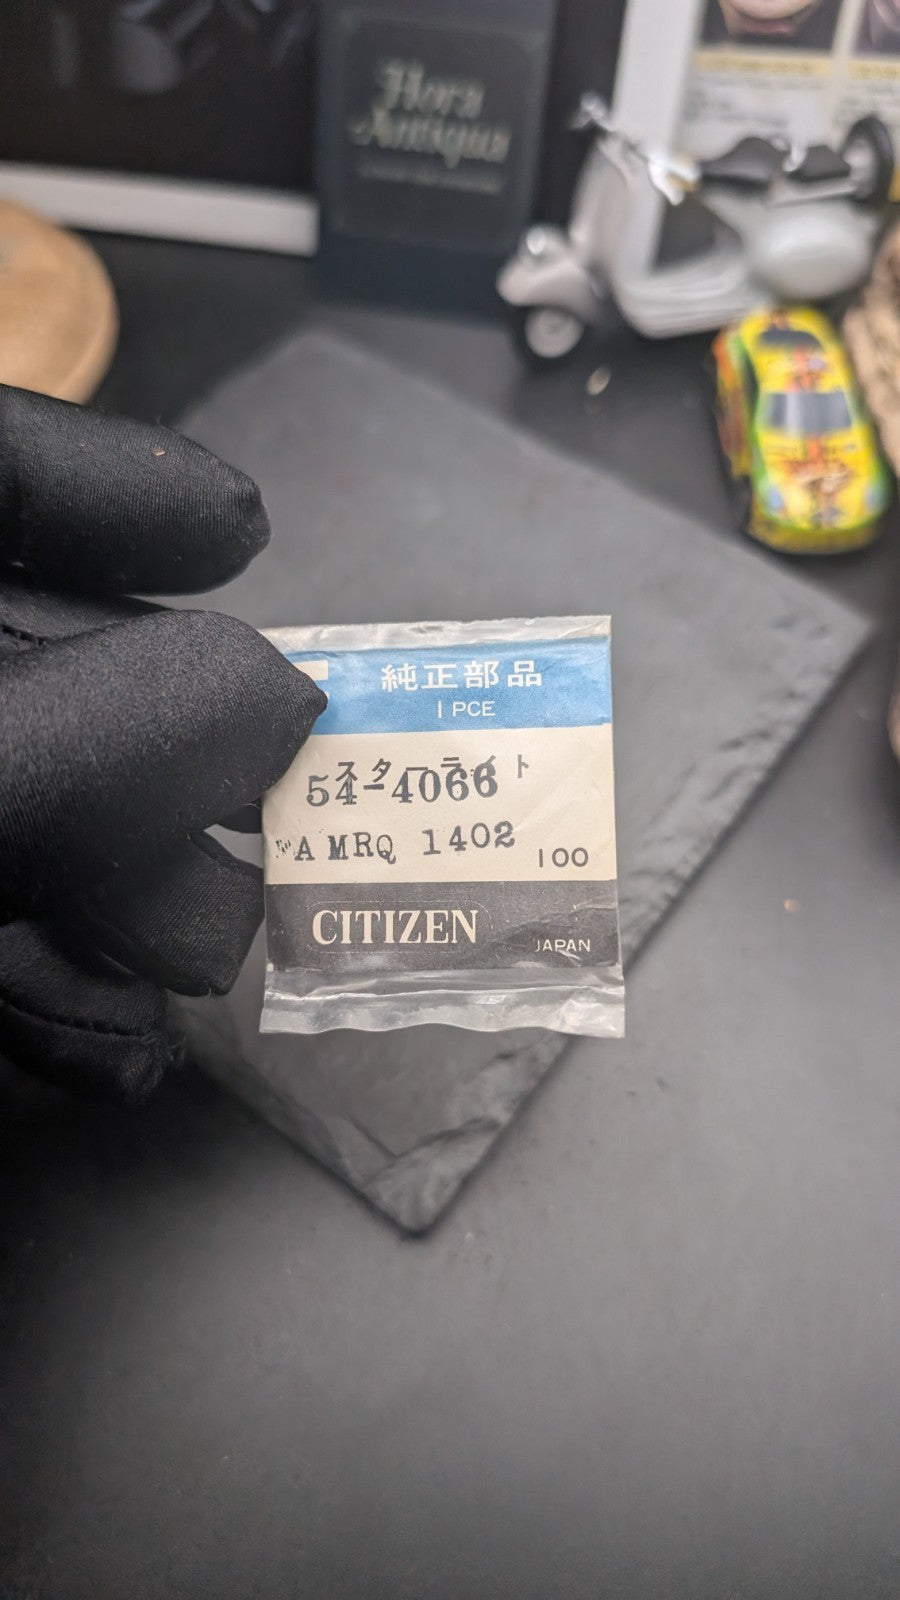 Hora
Antiqua
純正部品
1 PCE
スターライト
54-4066
A MRQ 1402
100
CITIZEN
JAPAN